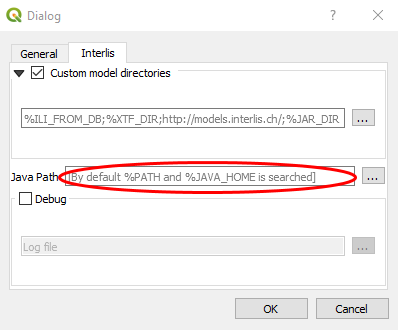 Dialog
General
Interlis
Custom model directories
%ILI_FROM_DB;%XTF_DIR;http://models.interlis.ch/;%JAR_DIR
...
Java Path
[By default %PATH and %JAVA_HOME is searched]
...
Debug
Log file
...
OK
Cancel